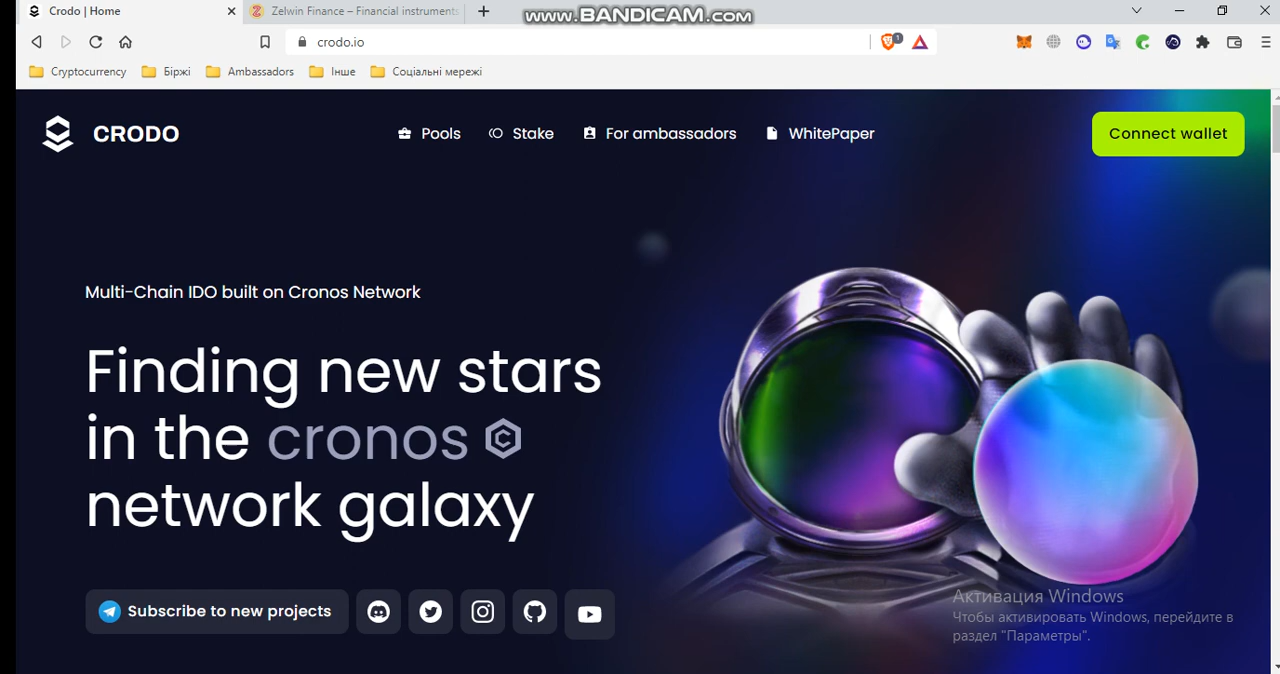 Crodo | Home
Zelwin Finance – Financial instruments
www.BANDICAM.com
crodo.io
1
Cryptocurrency
Біржі
Ambassadors
Інше
Соціальні мережі
CRODO
Pools
Stake
For ambassadors
WhitePaper
Connect wallet
Multi-Chain IDO built on Cronos Network
Finding new stars
in the cronos
network galaxy
Subscribe to new projects
Активация Windows
Чтобы активировать Windows, перейдите в
раздел "Параметры".